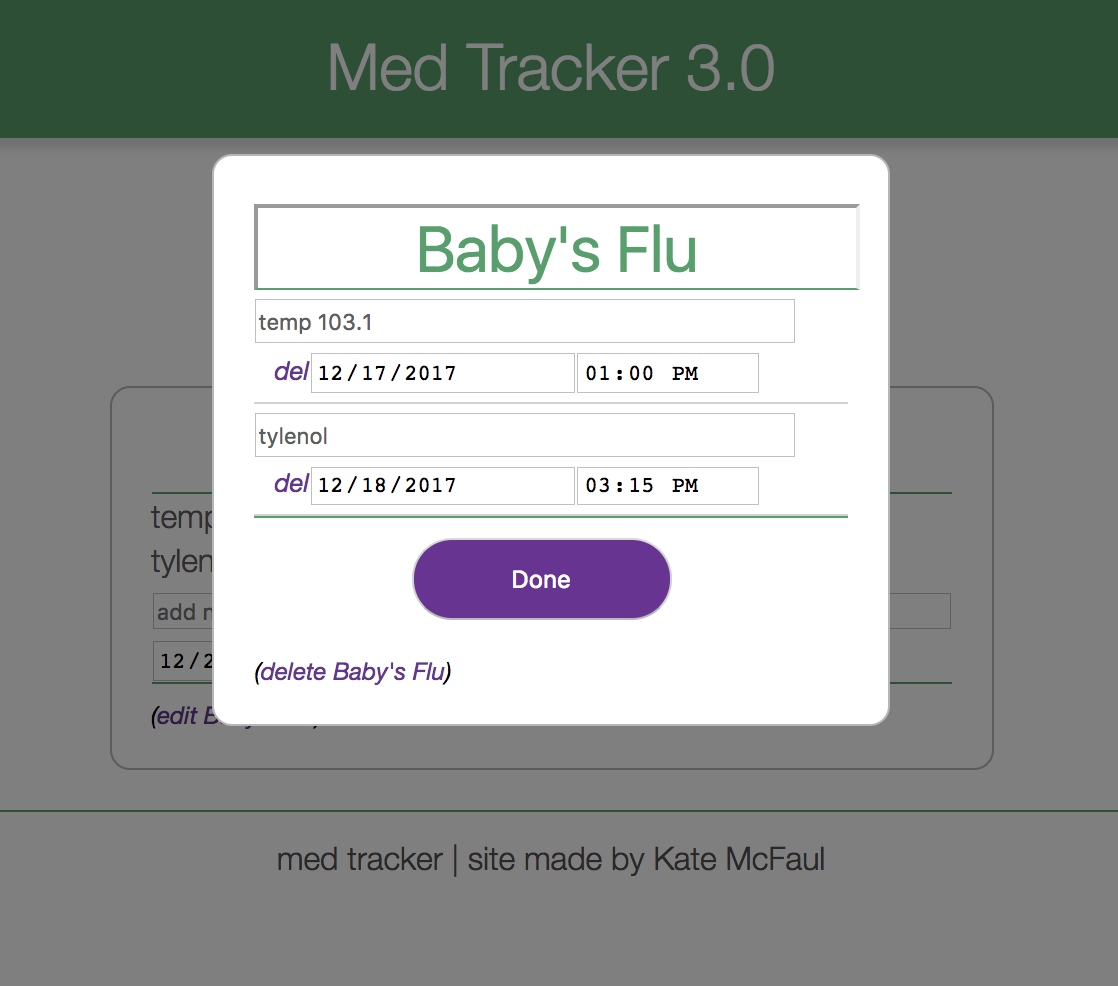 Med Tracker 3.0
Baby's Flu
temp 103.1
del 12/17/2017 01:00 PM
tylenol
del 12/18/2017 03:15 PM
Done
(delete Baby's Flu)
temp
tylen
add
12/2
(edit
med tracker | site made by Kate McFaul